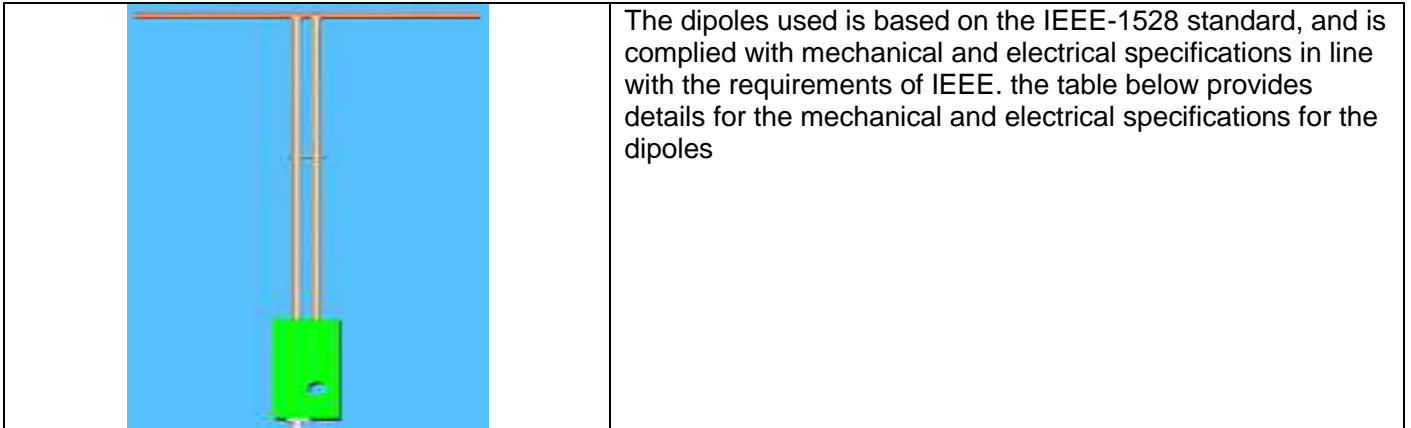 The dipoles used is based on the IEEE-1528 standard, and is
complied with mechanical and electrical specifications in line
with the requirements of IEEE. the table below provides
details for the mechanical and electrical specifications for the
dipoles